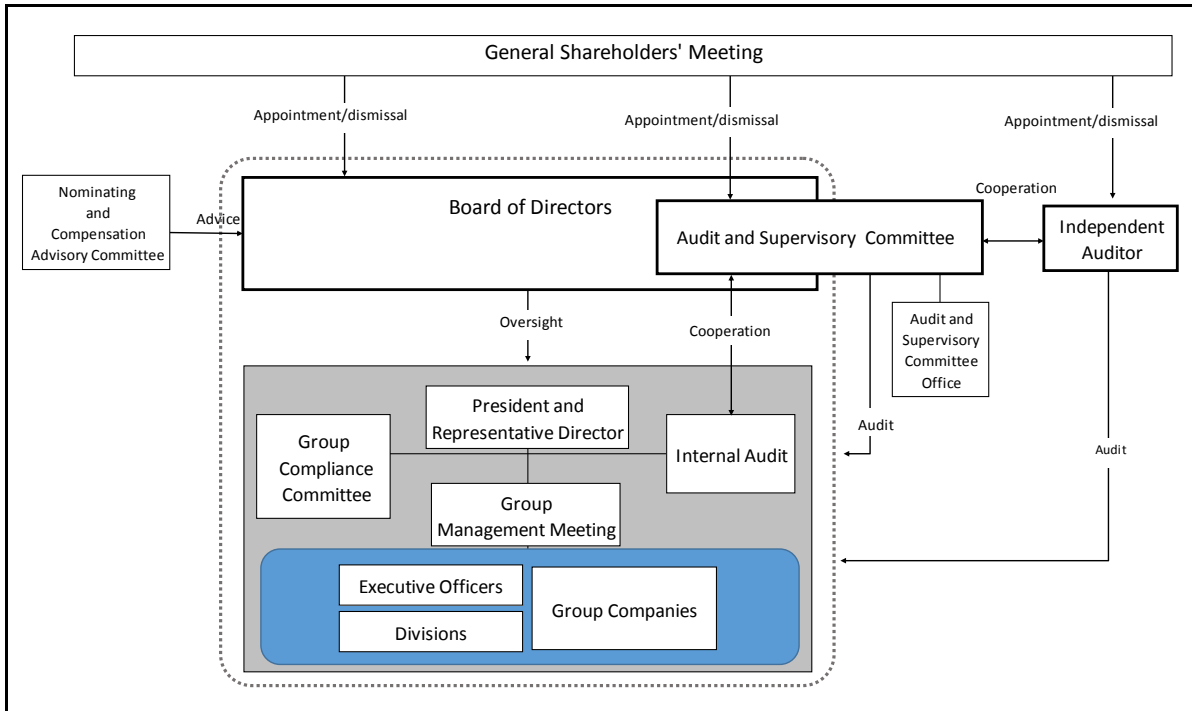 General Shareholders' Meeting
Appointment/dismissal
Appointment/dismissal
Appointment/dismissal
Nominating
and
Compensation
Advisory Committee
Advice
Board of Directors
Audit and Supervisory Committee
Cooperation
Independent
Auditor
Oversight
Cooperation
Audit and
Supervisory
Committee
Office
Audit
Audit
President and
Representative Director
Group
Compliance
Committee
Internal Audit
Group
Management Meeting
Executive Officers
Divisions
Group Companies